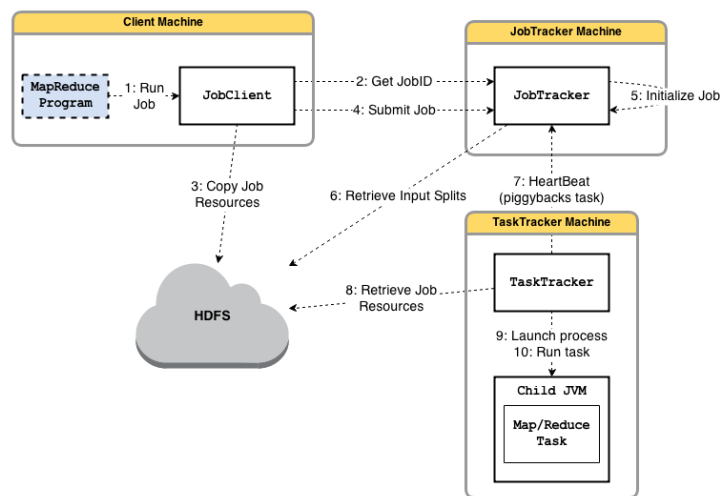 Client Machine
MapReduce
Program
1: Run
Job
JobClient
2: Get JobID
4: Submit Job
JobTracker Machine
JobTracker
5: Initialize Job
3: Copy Job
Resources
6: Retrieve Input Splits
7: HeartBeat
(piggybacks task)
TaskTracker Machine
TaskTracker
HDFS
8: Retrieve Job
Resources
9: Launch process
10: Run task
Child JVM
Map/Reduce
Task